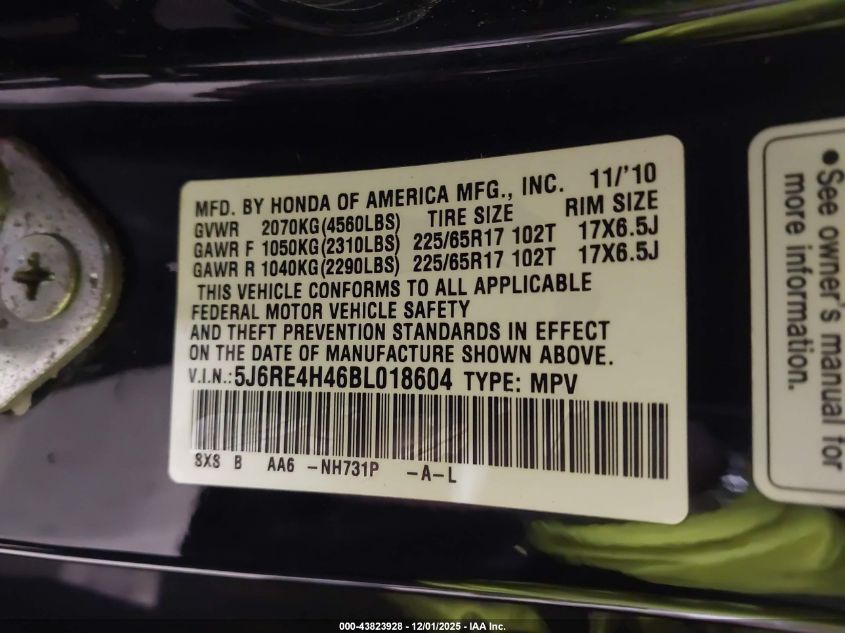 MFD. BY HONDA OF AMERICA MFG., INC. 11/'10
GVWR 2070KG(4560LBS) TIRE SIZE RIM SIZE
GAWR F 1050KG(2310LBS) 225/65R17 102T 17X6.5J
GAWR R 1040KG(2290LBS) 225/65R17 102T 17X6.5J
THIS VEHICLE CONFORMS TO ALL APPLICABLE
FEDERAL MOTOR VEHICLE SAFETY
AND THEFT PREVENTION STANDARDS IN EFFECT
ON THE DATE OF MANUFACTURE SHOWN ABOVE.
V.I.N.:5J6RE4H46BL018604 TYPE: MPV
SXS B AA6 -NH731P -A-L
•See owner's manual for
more information.
000-43823928 - 12/01/2025 - IAA Inc.